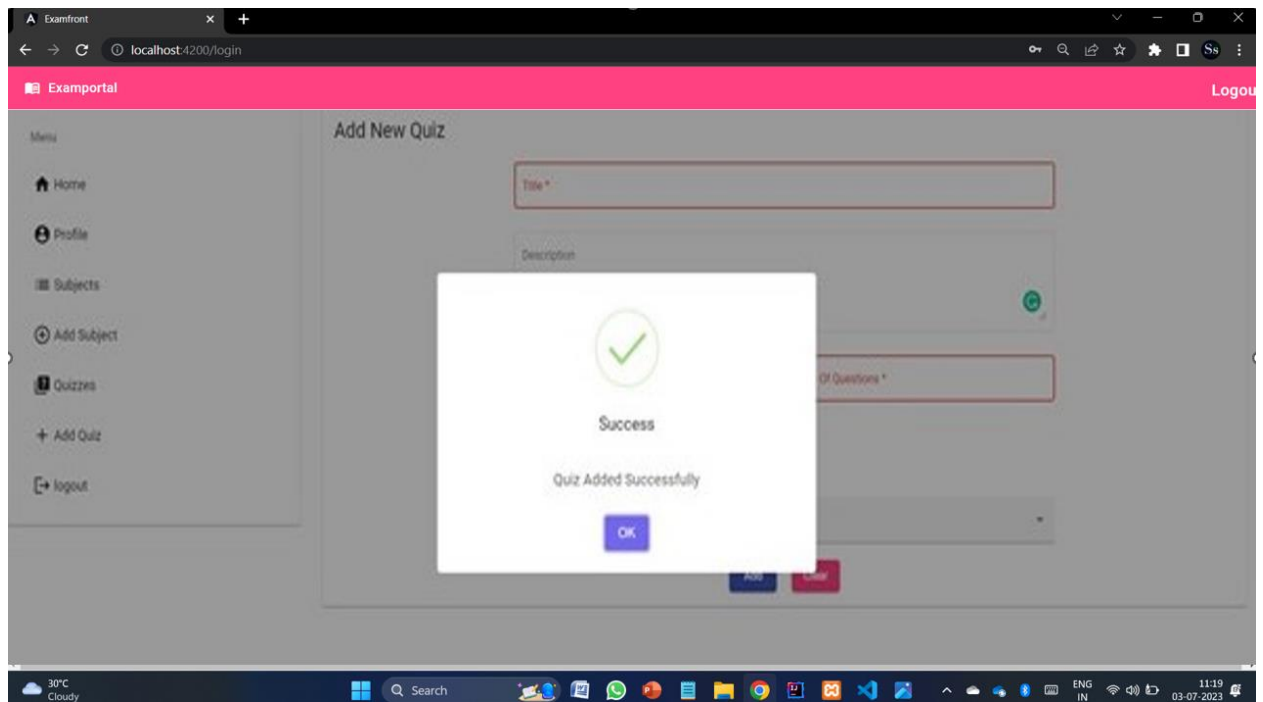 Examfront
localhost:4200/login
Ss
Examportal
Logou
Menu
Home
Profile
Subjects
Add Subject
Quizzes
Add Quiz
logout
Add New Quiz
Title *
Description
Of Questions *
Success
Quiz Added Successfully
OK
Add
Clear
30°C
Cloudy
Search
ENG
IN
11:19
03-07-2023